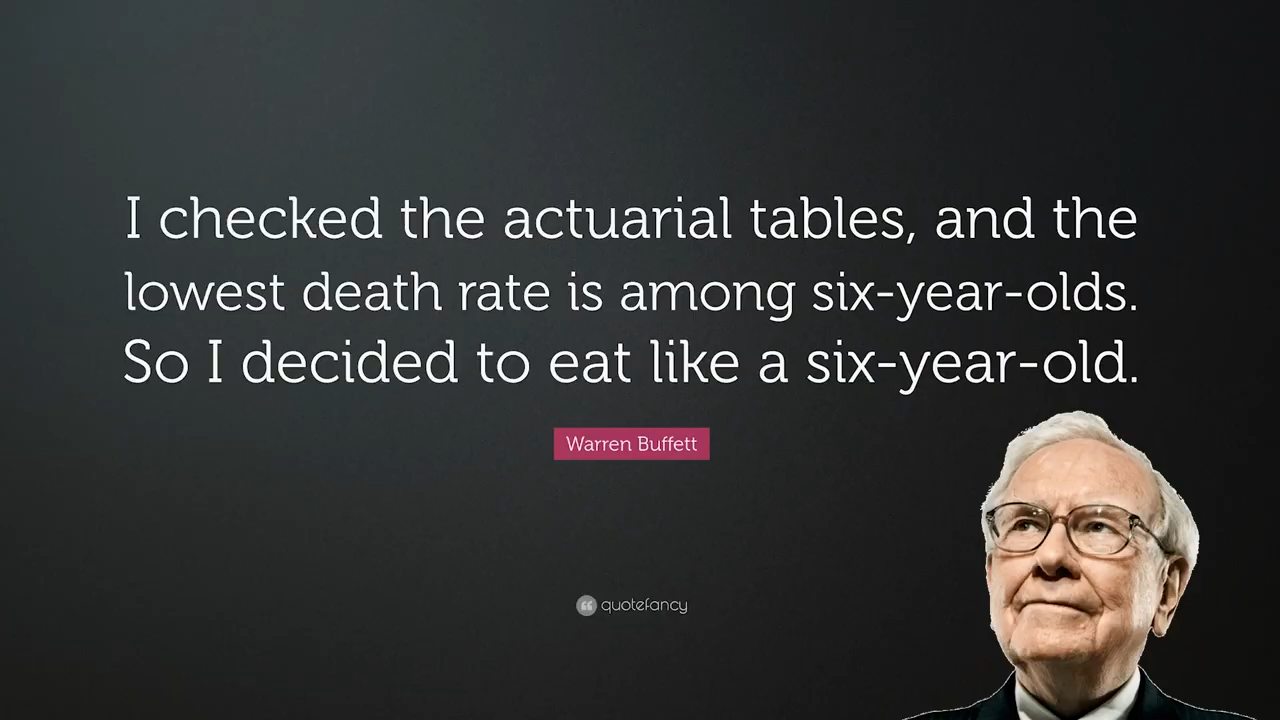 I checked the actuarial tables, and the
lowest death rate is among six-year-olds.
So I decided to eat like a six-year-old.
Warren Buffett
quotefancy